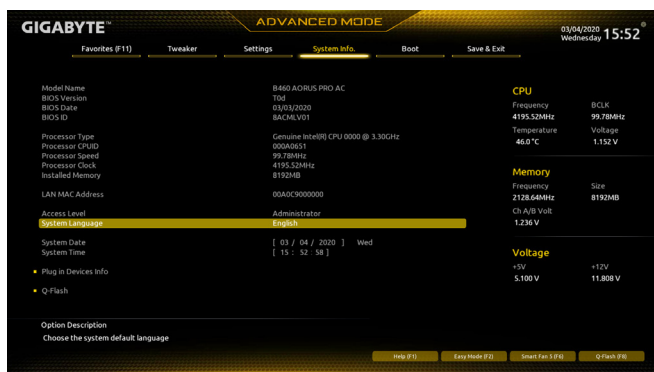 GIGABYTE™
ADVANCED MODE
03/04/2020
Wednesday
15:52
Favorites (F11) Tweaker Settings System Info. Boot Save & Exit
Model Name B460 AORUS PRO AC
BIOS Version T0d
BIOS Date 03/03/2020
BIOS ID 8ACMLV01
Processor Type Genuine Intel(R) CPU 0000 @ 3.30GHz
Processor CPUID 000A0651
Processor Speed 99.78MHz
Processor Clock 4195.52MHz
Installed Memory 8192MB
LAN MAC Address 00A0C9000000
Access Level Administrator
System Language English
System Date [ 03 / 04 / 2020 ] Wed
System Time [ 15 : 52 : 58 ]
Plug in Devices Info
Q-Flash
CPU
Frequency BCLK
4195.52MHz 99.78MHz
Temperature Voltage
46.0 °C 1.152 V
Memory
Frequency Size
2128.64MHz 8192MB
Ch A/B Volt
1.236 V
Voltage
+5V +12V
5.100 V 11.808 V
Option Description
Choose the system default language
Help (F1) Easy Mode (F2) Smart Fan 5 (F6) Q-Flash (F8)